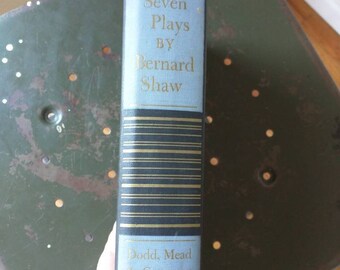 Seven
Plays
BY
Bernard
Shaw
Dodd, Mead